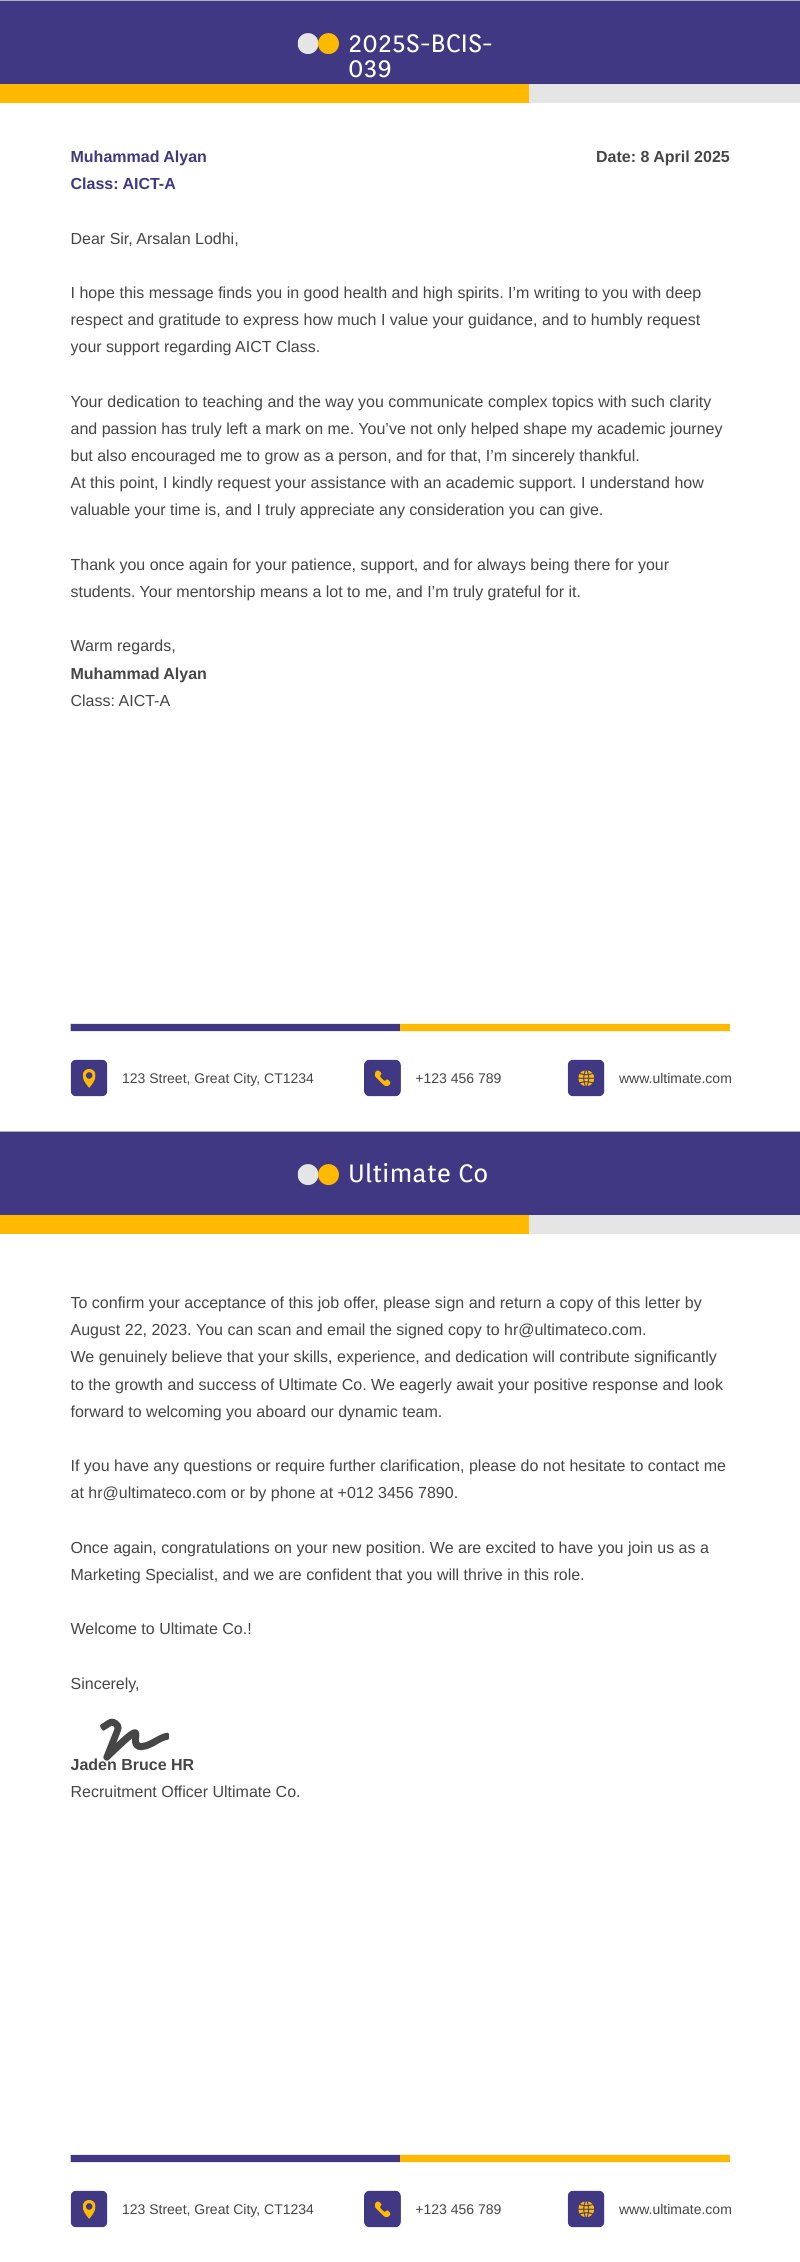 2025S-BCIS-
039
Muhammad Alyan
Date: 8 April 2025
Class: AICT-A
Dear Sir, Arsalan Lodhi,
I hope this message finds you in good health and high spirits. I’m writing to you with deep
respect and gratitude to express how much I value your guidance, and to humbly request
your support regarding AICT Class.
Your dedication to teaching and the way you communicate complex topics with such clarity
and passion has truly left a mark on me. You’ve not only helped shape my academic journey
but also encouraged me to grow as a person, and for that, I’m sincerely thankful.
At this point, I kindly request your assistance with an academic support. I understand how
valuable your time is, and I truly appreciate any consideration you can give.
Thank you once again for your patience, support, and for always being there for your
students. Your mentorship means a lot to me, and I’m truly grateful for it.
Warm regards,
Muhammad Alyan
Class: AICT-A
123 Street, Great City, CT1234
+123 456 789
www.ultimate.com
Ultimate Co
To confirm your acceptance of this job offer, please sign and return a copy of this letter by
August 22, 2023. You can scan and email the signed copy to hr@ultimateco.com.
We genuinely believe that your skills, experience, and dedication will contribute significantly
to the growth and success of Ultimate Co. We eagerly await your positive response and look
forward to welcoming you aboard our dynamic team.
If you have any questions or require further clarification, please do not hesitate to contact me
at hr@ultimateco.com or by phone at +012 3456 7890.
Once again, congratulations on your new position. We are excited to have you join us as a
Marketing Specialist, and we are confident that you will thrive in this role.
Welcome to Ultimate Co.!
Sincerely,
Jaden Bruce HR
Recruitment Officer Ultimate Co.
123 Street, Great City, CT1234
+123 456 789
www.ultimate.com